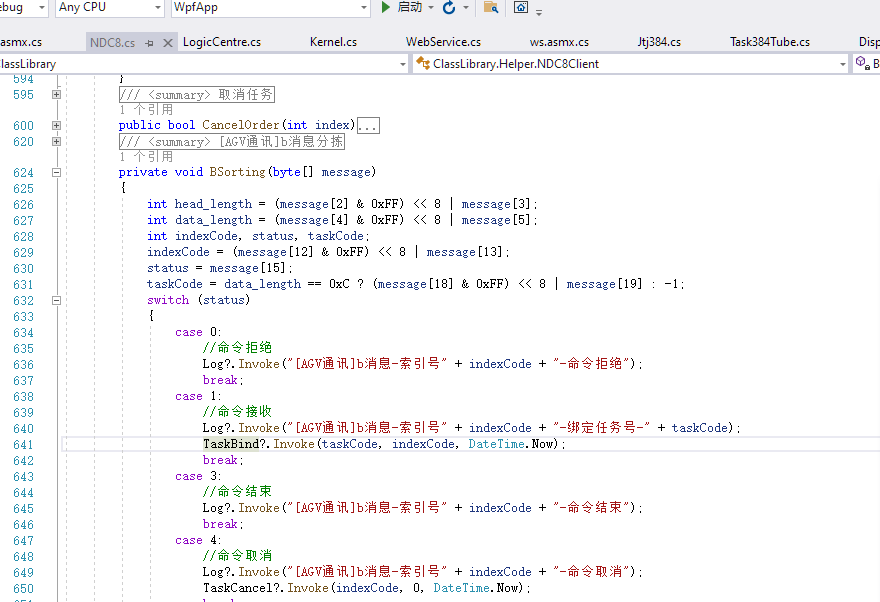 ebug Any CPU WpfApp 启动
asmx.cs NDC8.cs LogicCentre.cs Kernel.cs WebService.cs ws.asmx.cs Jtj384.cs Task384Tube.cs Disp
lassLibrary ClassLibrary.Helper.NDC8Client B
594 }
595 /// <summary> 取消任务
1 个引用
600 public bool CancelOrder(int index)...
620 /// <summary> [AGV通讯]b消息分拣
1 个引用
624 private void BSorting(byte[] message)
625 {
626 int head_length = (message[2] & 0xFF) << 8 | message[3];
627 int data_length = (message[4] & 0xFF) << 8 | message[5];
628 int indexCode, status, taskCode;
629 indexCode = (message[12] & 0xFF) << 8 | message[13];
630 status = message[15];
631 taskCode = data_length == 0xC ? (message[18] & 0xFF) << 8 | message[19] : -1;
632 switch (status)
633 {
634 case 0:
635 //命令拒绝
636 Log?.Invoke("[AGV通讯]b消息-索引号" + indexCode + "-命令拒绝");
637 break;
638 case 1:
639 //命令接收
640 Log?.Invoke("[AGV通讯]b消息-索引号" + indexCode + "-绑定任务号-" + taskCode);
641 TaskBind?.Invoke(taskCode, indexCode, DateTime.Now);
642 break;
643 case 3:
644 //命令结束
645 Log?.Invoke("[AGV通讯]b消息-索引号" + indexCode + "-命令结束");
646 break;
647 case 4:
648 //命令取消
649 Log?.Invoke("[AGV通讯]b消息-索引号" + indexCode + "-命令取消");
650 TaskCancel?.Invoke(indexCode, 0, DateTime.Now);